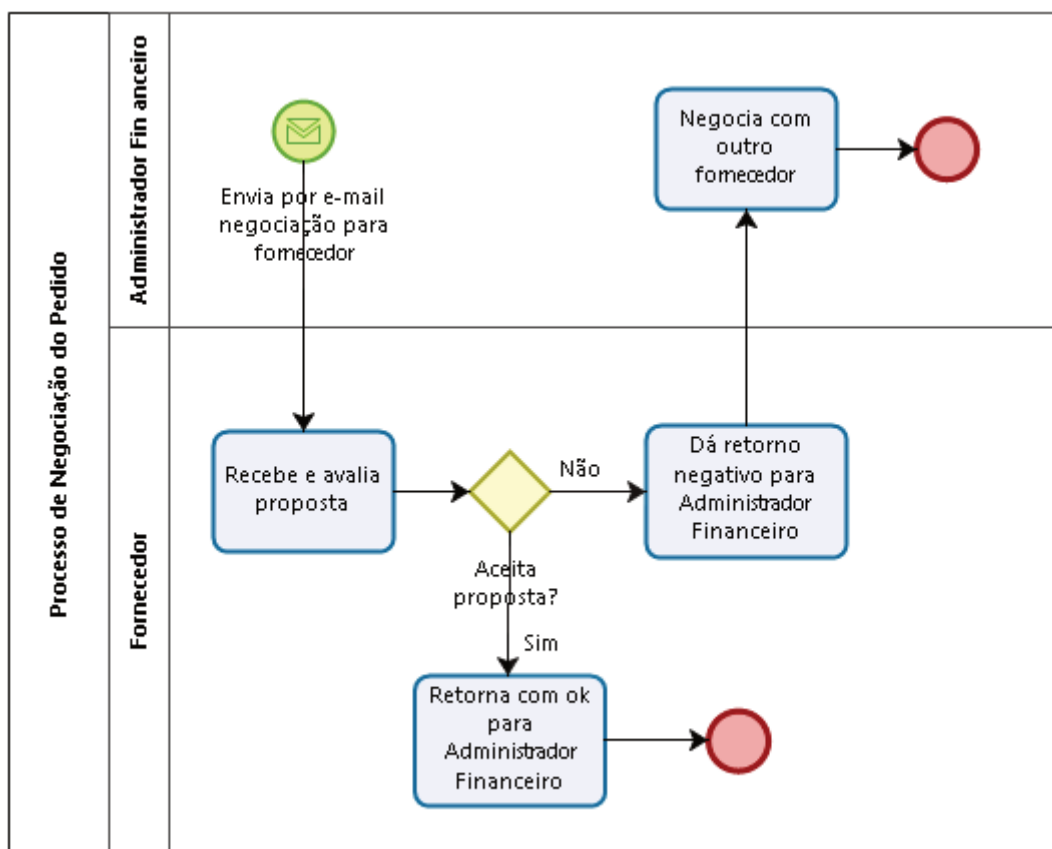 Processo de Negociação do Pedido
Administrador Fin anceiro
Envia por e-mail
negociação para
fornecedor
Negocia com
outro
fornecedor
Fornecedor
Recebe e avalia
proposta
Aceita
proposta?
Não
Dá retorno
negativo para
Administrador
Financeiro
Sim
Retorna com ok
para
Administrador
Financeiro